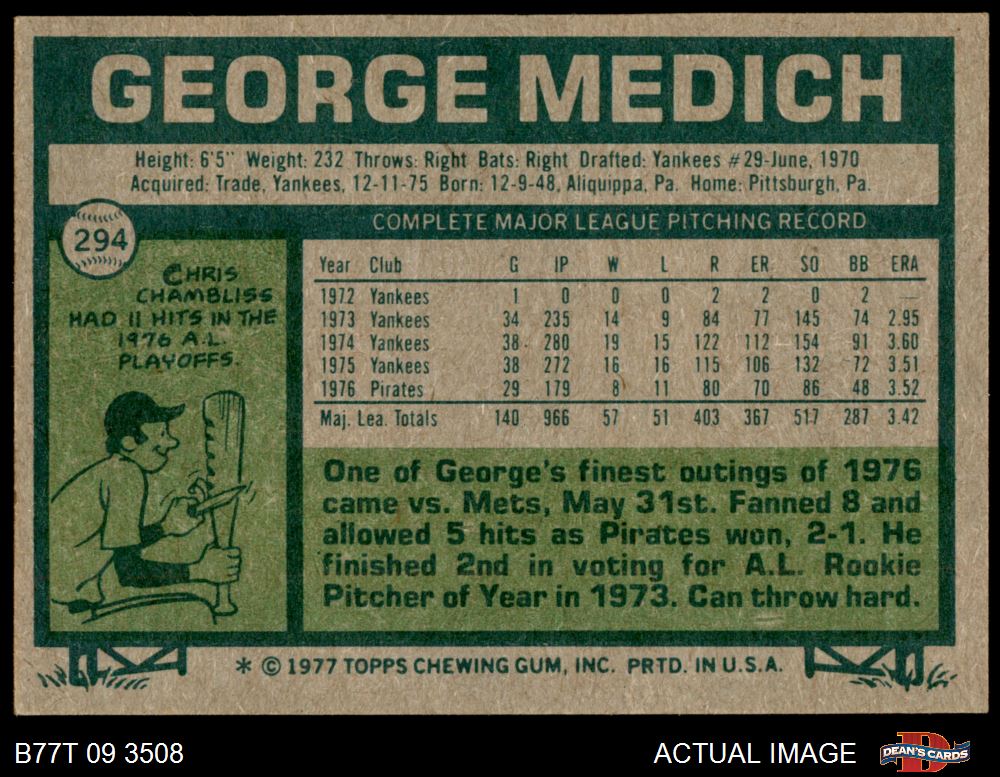 GEORGE MEDICH
Height: 6'5" Weight: 232 Throws: Right Bats: Right Drafted: Yankees #29-June, 1970
Acquired: Trade, Yankees, 12-11-75 Born: 12-9-48, Aliquippa, Pa. Home: Pittsburgh, Pa.
294
COMPLETE MAJOR LEAGUE PITCHING RECORD
CHRIS
CHAMBLISS
HAD 11 HITS IN THE
1976 A.L.
PLAYOFFS.
Year Club G IP W L R ER SO BB ERA
1972 Yankees 1 0 0 0 2 2 0 2 —
1973 Yankees 34 235 14 9 84 77 145 74 2.95
1974 Yankees 38 280 19 15 122 112 154 91 3.60
1975 Yankees 38 272 16 16 115 106 132 72 3.51
1976 Pirates 29 179 8 11 80 70 86 48 3.52
Maj. Lea. Totals 140 966 57 51 403 367 517 287 3.42
One of George's finest outings of 1976
came vs. Mets, May 31st. Fanned 8 and
allowed 5 hits as Pirates won, 2-1. He
finished 2nd in voting for A.L. Rookie
Pitcher of Year in 1973. Can throw hard.
* © 1977 TOPPS CHEWING GUM, INC. PRTD. IN U.S.A.
B77T 09 3508
ACTUAL IMAGE
DEAN'S CARDS